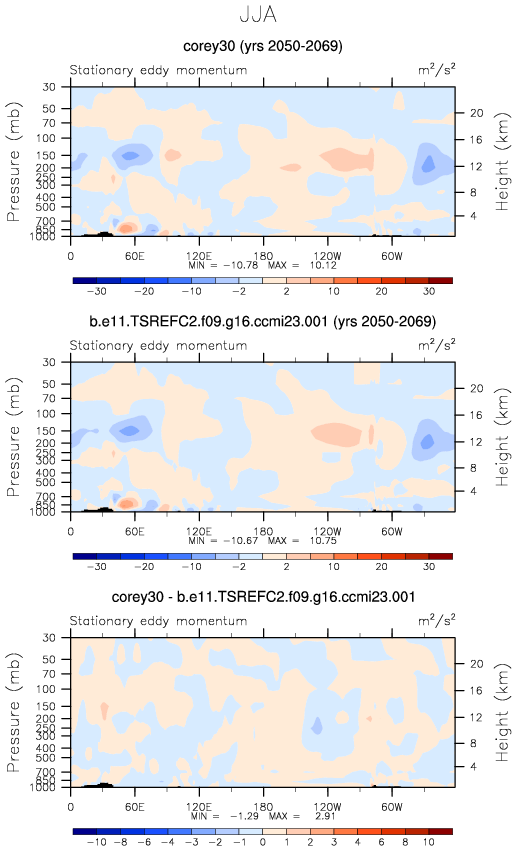 JJA
corey30 (yrs 2050-2069)
Stationary eddy momentum m²/s²
Pressure (mb)
Height (km)
30
50
70
100
150
200
250
300
400
500
700
850
1000
20
16
12
8
4
0 60E 120E 180 120W 60W
MIN = -10.78 MAX = 10.12
-30 -20 -10 -6 -2 2 6 10 20 30
b.e11.TSREFC2.f09.g16.ccmi23.001 (yrs 2050-2069)
Stationary eddy momentum m²/s²
Pressure (mb)
Height (km)
30
50
70
100
150
200
250
300
400
500
700
850
1000
20
16
12
8
4
0 60E 120E 180 120W 60W
MIN = -10.67 MAX = 10.75
-30 -20 -10 -6 -2 2 6 10 20 30
corey30 - b.e11.TSREFC2.f09.g16.ccmi23.001
Stationary eddy momentum m²/s²
Pressure (mb)
Height (km)
30
50
70
100
150
200
250
300
400
500
700
850
1000
20
16
12
8
4
0 60E 120E 180 120W 60W
MIN = -1.29 MAX = 2.91
-10 -8 -6 -4 -3 -2 -1 0 1 2 3 4 6 8 10